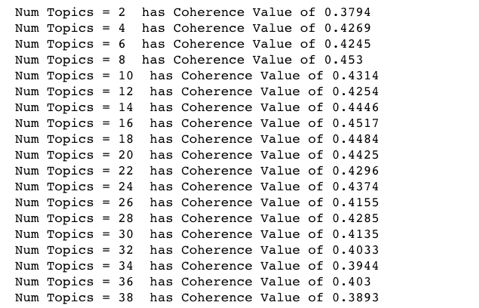 Num Topics = 2  has Coherence Value of 0.3794
Num Topics = 4  has Coherence Value of 0.4269
Num Topics = 6  has Coherence Value of 0.4245
Num Topics = 8  has Coherence Value of 0.453
Num Topics = 10  has Coherence Value of 0.4314
Num Topics = 12  has Coherence Value of 0.4254
Num Topics = 14  has Coherence Value of 0.4446
Num Topics = 16  has Coherence Value of 0.4517
Num Topics = 18  has Coherence Value of 0.4484
Num Topics = 20  has Coherence Value of 0.4425
Num Topics = 22  has Coherence Value of 0.4296
Num Topics = 24  has Coherence Value of 0.4374
Num Topics = 26  has Coherence Value of 0.4155
Num Topics = 28  has Coherence Value of 0.4285
Num Topics = 30  has Coherence Value of 0.4135
Num Topics = 32  has Coherence Value of 0.4033
Num Topics = 34  has Coherence Value of 0.3944
Num Topics = 36  has Coherence Value of 0.403
Num Topics = 38  has Coherence Value of 0.3893